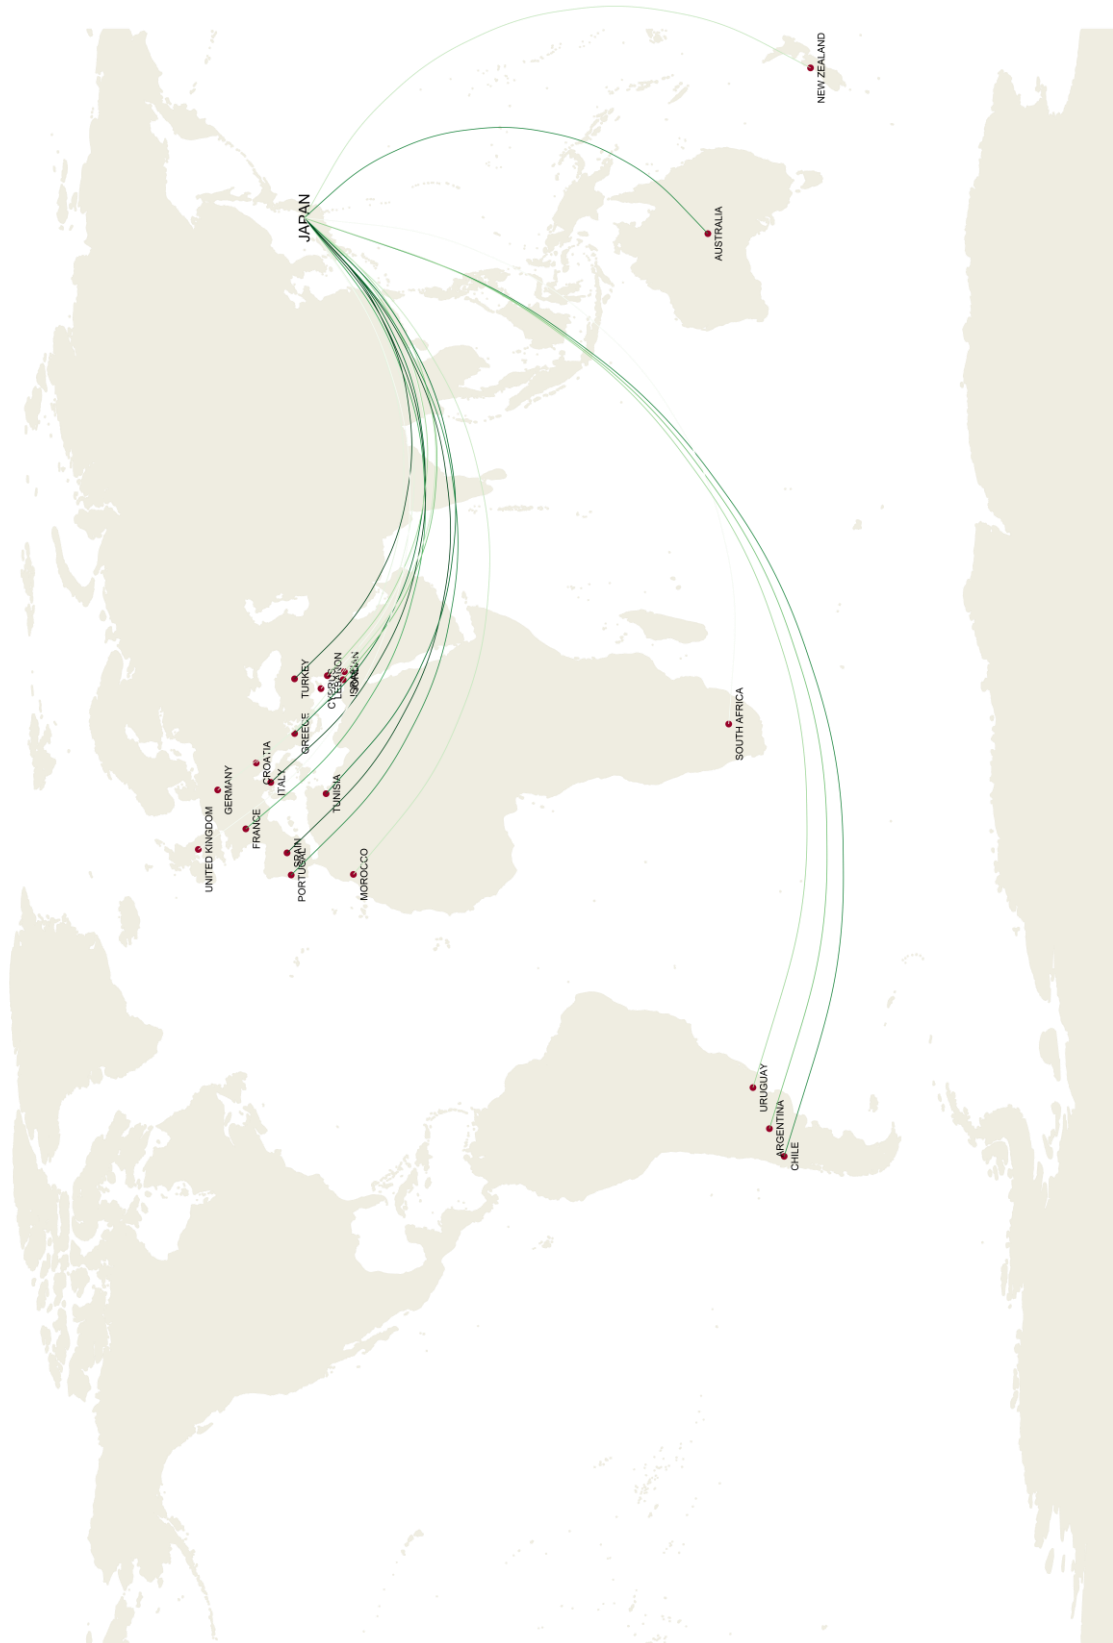 UNITED KINGDOM
GERMANY
FRANCE
CROATIA
ITALY
SPAIN
PORTUGAL
GREECE
TURKEY
JAPAN
CYPRUS
LEBANON
ISRAEL
TUNISIA
MOROCCO
AUSTRALIA
SOUTH AFRICA
URUGUAY
ARGENTINA
CHILE
NEW ZEALAND